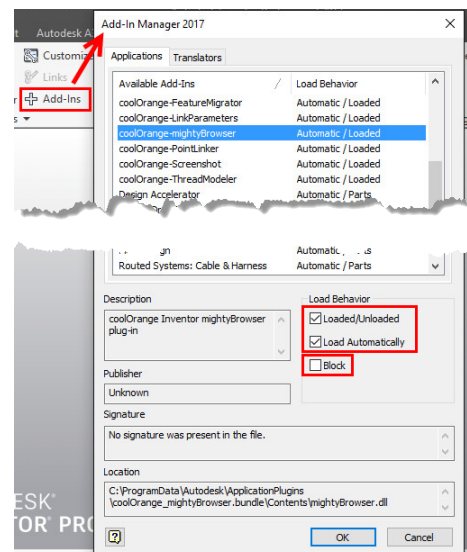 Add-In Manager 2017
t Autodesk A
Customize
Links
Add-Ins
s
Applications Translators
Available Add-Ins / Load Behavior
coolOrange-FeatureMigrator Automatic / Loaded
coolOrange-LinkParameters Automatic / Loaded
coolOrange-mightyBrowser Automatic / Loaded
coolOrange-PointLinker Automatic / Loaded
coolOrange-Screenshot Automatic / Loaded
coolOrange-ThreadModeler Automatic / Loaded
Design Accelerator Automatic / Parts
Routed Systems: Cable & Harness Automatic / Parts
Description
Load Behavior
coolOrange Inventor mightyBrowser
plug-in
Loaded/Unloaded
Load Automatically
Block
Publisher
Unknown
Signature
No signature was present in the file.
Location
C:\ProgramData\Autodesk\ApplicationPlugins
\coolOrange_mightyBrowser.bundle\Contents\mightyBrowser.dll
ESK®
TOR® PRO
OK Cancel